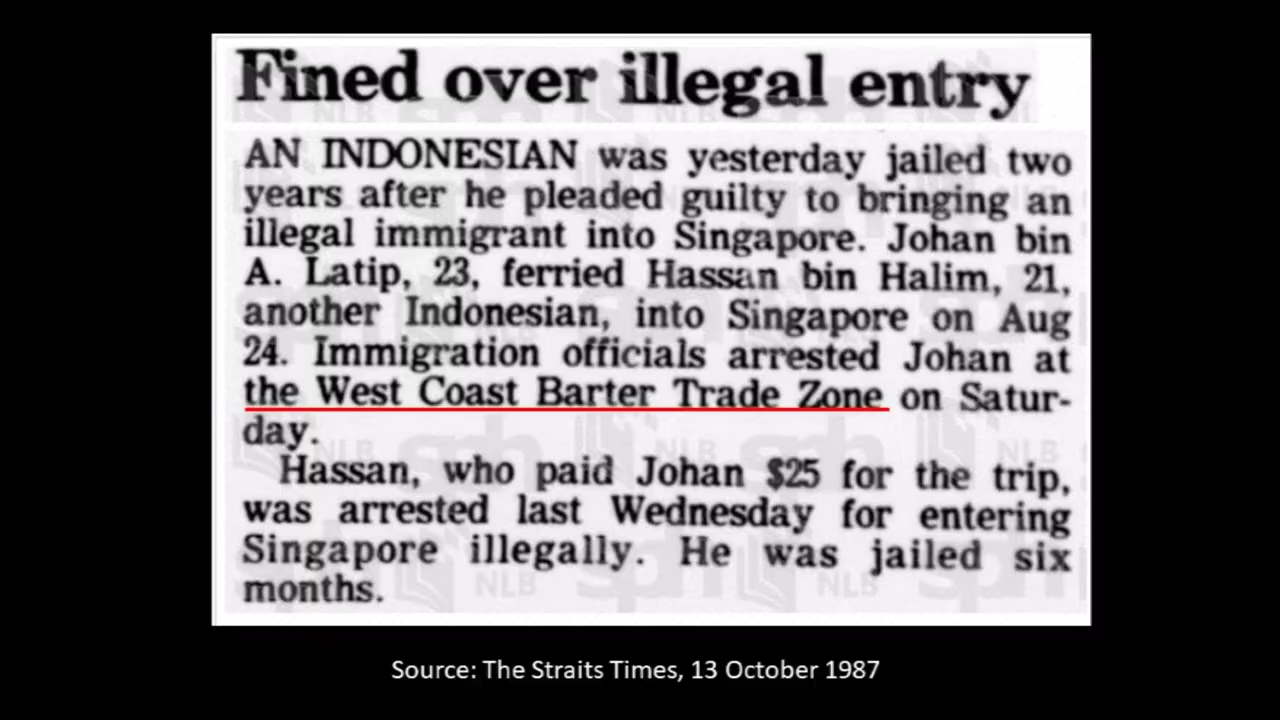 Fined over illegal entry
AN INDONESIAN was yesterday jailed two
years after he pleaded guilty to bringing an
illegal immigrant into Singapore. Johan bin
A. Latip, 23, ferried Hassan bin Halim, 21,
another Indonesian, into Singapore on Aug
24. Immigration officials arrested Johan at
the West Coast Barter Trade Zone on Satur-
day.
Hassan, who paid Johan $25 for the trip,
was arrested last Wednesday for entering
Singapore illegally. He was jailed six
months.
Source: The Straits Times, 13 October 1987